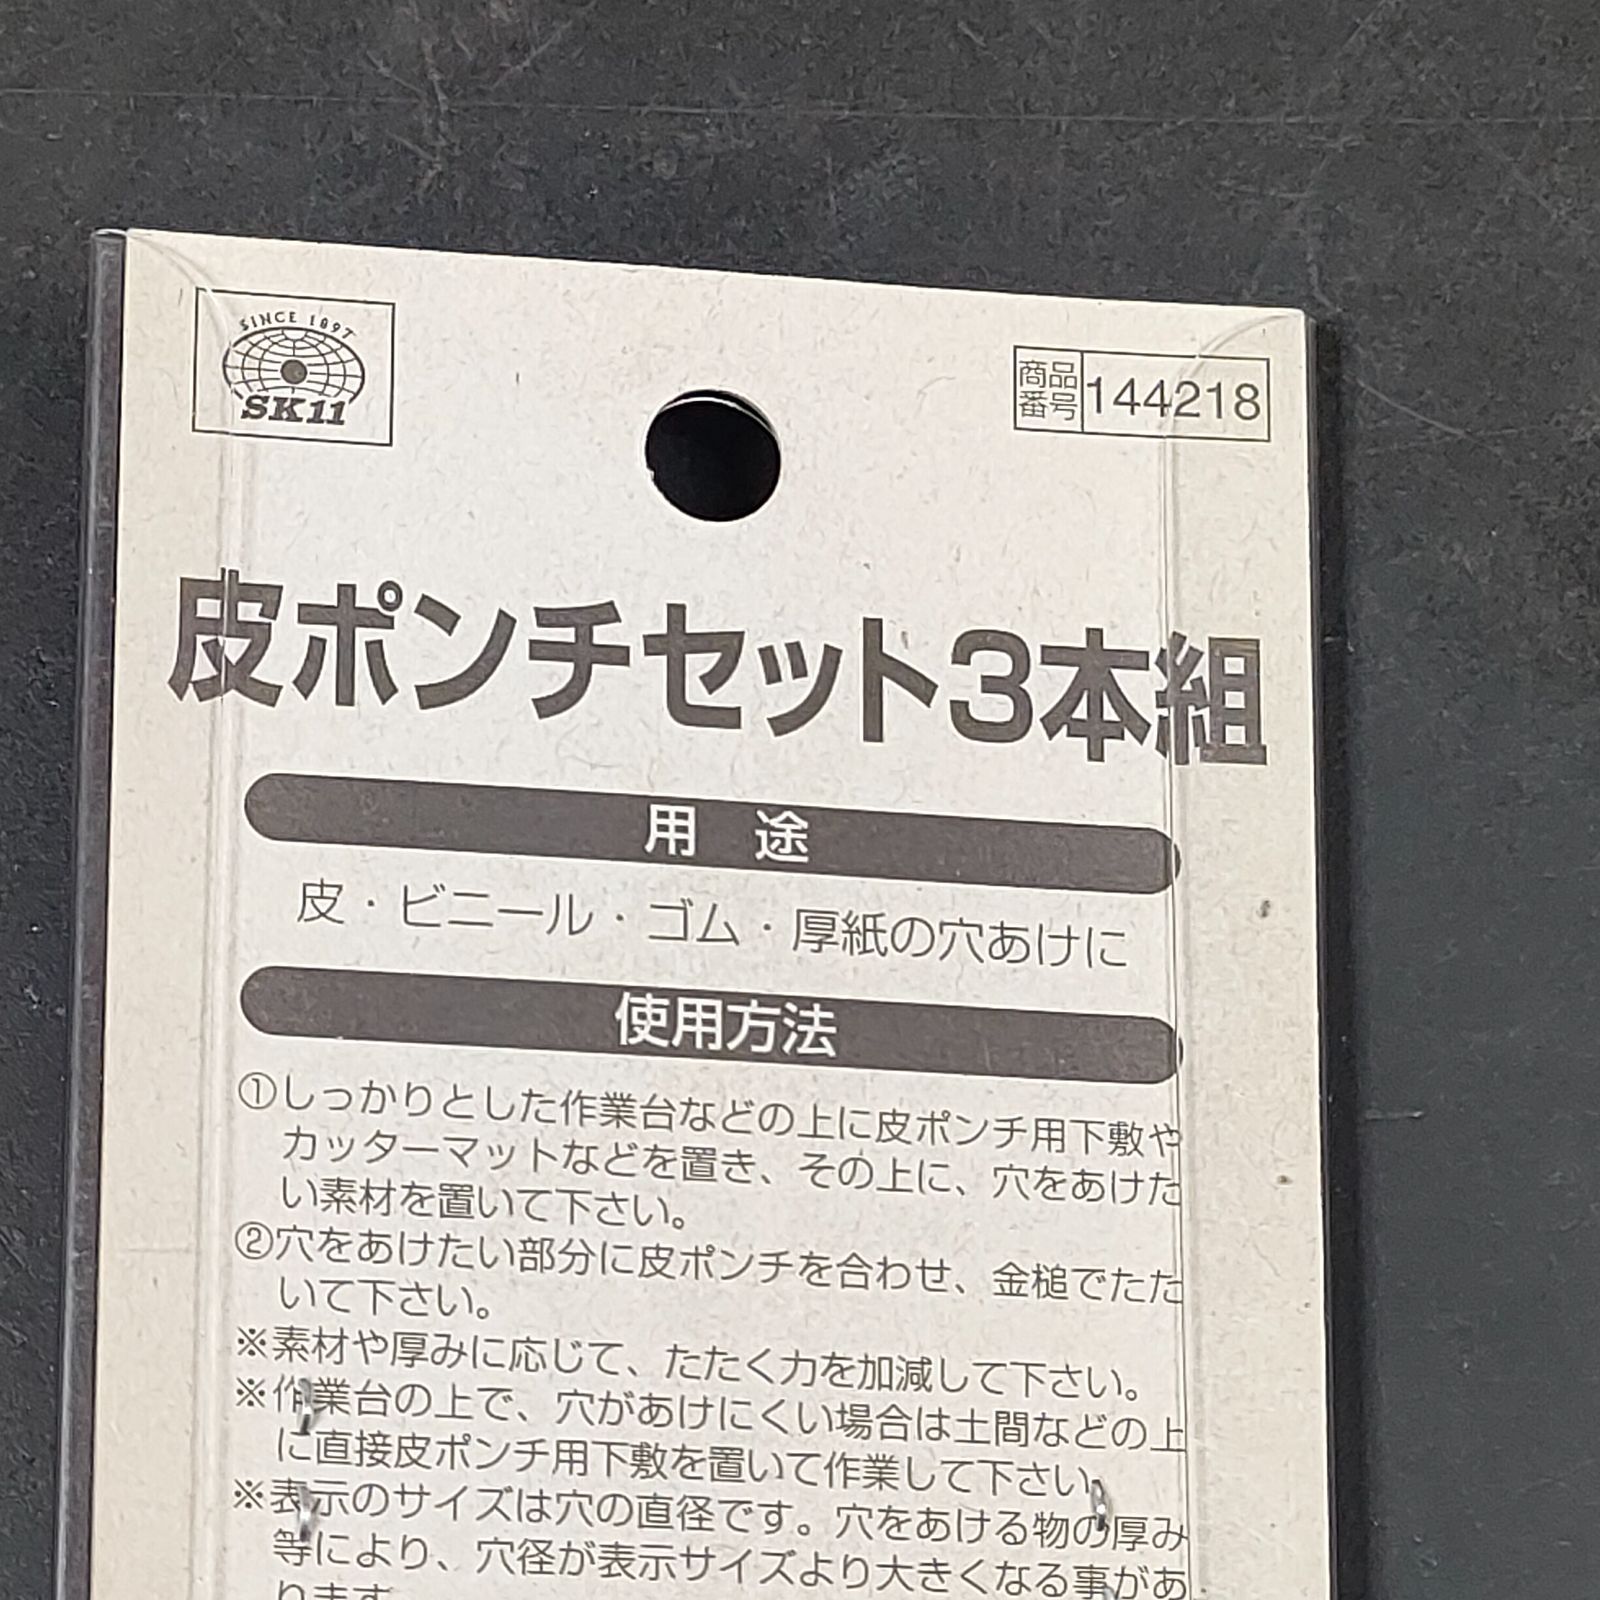 SINCE 1897
SK11
商品番号 144218
皮ポンチセット3本組
用途
皮・ビニール・ゴム・厚紙の穴あけに
使用方法
①しっかりとした作業台などの上に皮ポンチ用下敷や
カッターマットなどを置き、その上に、穴をあけた
い素材を置いて下さい。
②穴をあけたい部分に皮ポンチを合わせ、金槌でたた
いて下さい。
※素材や厚みに応じて、たたく力を加減して下さい。
※作業台の上で、穴があけにくい場合は土間などの上
に直接皮ポンチ用下敷を置いて作業して下さい。
※表示のサイズは穴の直径です。穴をあける物の厚み
等により、穴径が表示サイズより大きくなる事があ
ります